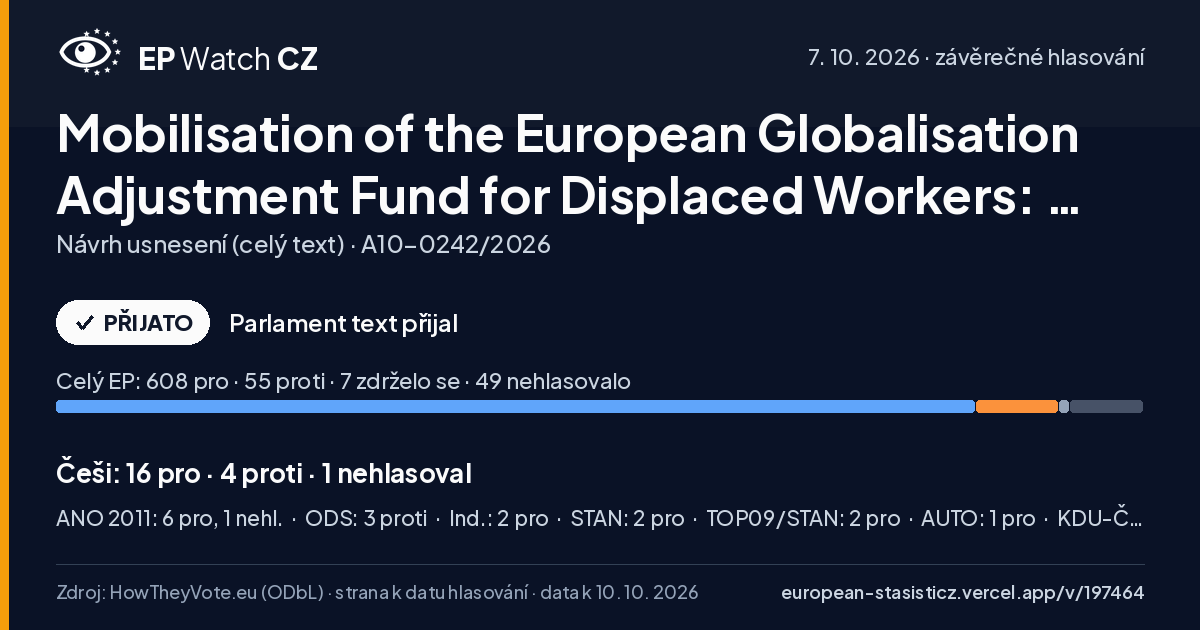 EP Watch CZ
7. 10. 2026 · závěrečné hlasování
Mobilisation of the European Globalisation
Adjustment Fund for Displaced Workers: …
Návrh usnesení (celý text) · A10–0242/2026
✓ PŘIJATO
Parlament text přijal
Celý EP: 608 pro · 55 proti · 7 zdrželo se · 49 nehlasovalo
Češi: 16 pro · 4 proti · 1 nehlasoval
ANO 2011: 6 pro, 1 nehl. · ODS: 3 proti · Ind.: 2 pro · STAN: 2 pro · TOP09/STAN: 2 pro · AUTO: 1 pro · KDU-Č…
Zdroj: HowTheyVote.eu (ODbL) · strana k datu hlasování · data k 10. 10. 2026
european-stasisticz.vercel.app/v/197464